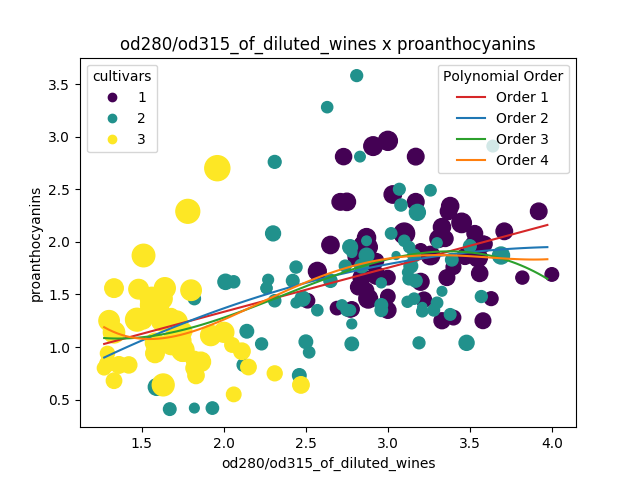 od280/od315_of_diluted_wines x proanthocyanins
cultivars
1
2
3
Polynomial Order
Order 1
Order 2
Order 3
Order 4
proanthocyanins
3.5
3.0
2.5
2.0
1.5
1.0
0.5
1.5 2.0 2.5 3.0 3.5 4.0
od280/od315_of_diluted_wines